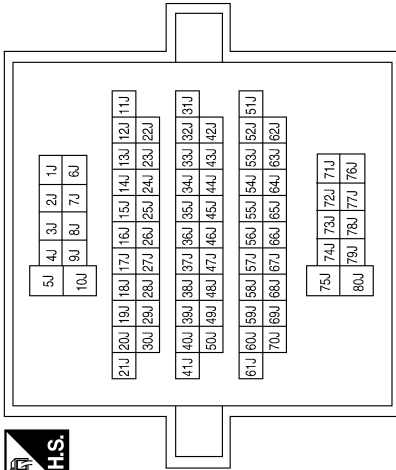 5J 4J 3J 2J 1J
10J 9J 8J 7J 6J
21J 20J 19J 18J 17J 16J 15J 14J 13J 12J 11J
30J 29J 28J 27J 26J 25J 24J 23J 22J
41J 40J 39J 38J 37J 36J 35J 34J 33J 32J 31J
50J 49J 48J 47J 46J 45J 44J 43J 42J
61J 60J 59J 58J 57J 56J 55J 54J 53J 52J 51J
70J 69J 68J 67J 66J 65J 64J 63J 62J
75J 74J 73J 72J 71J
80J 79J 78J 77J 76J
H.S.